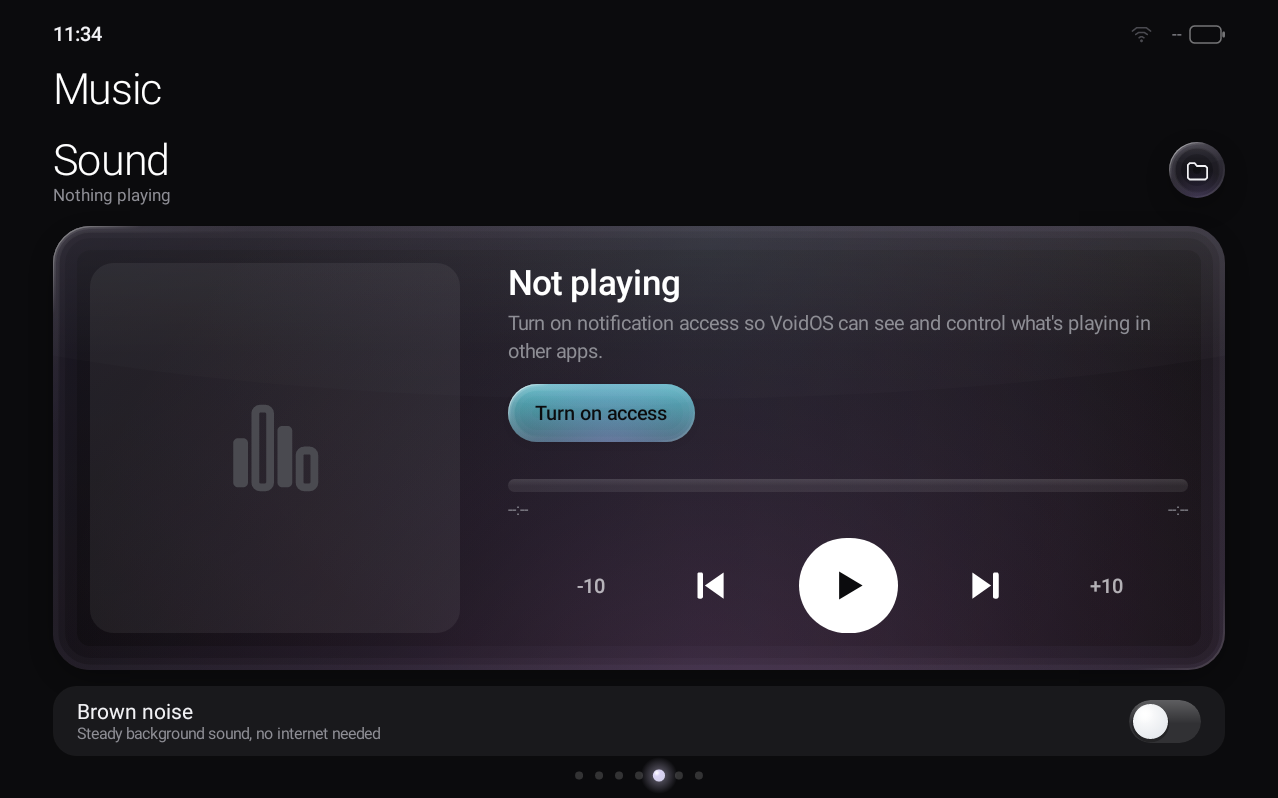 11:34
--
Music
Sound
Nothing playing
Not playing
Turn on notification access so VoidOS can see and control what's playing in
other apps.
Turn on access
--:--
--:--
-10
+10
Brown noise
Steady background sound, no internet needed